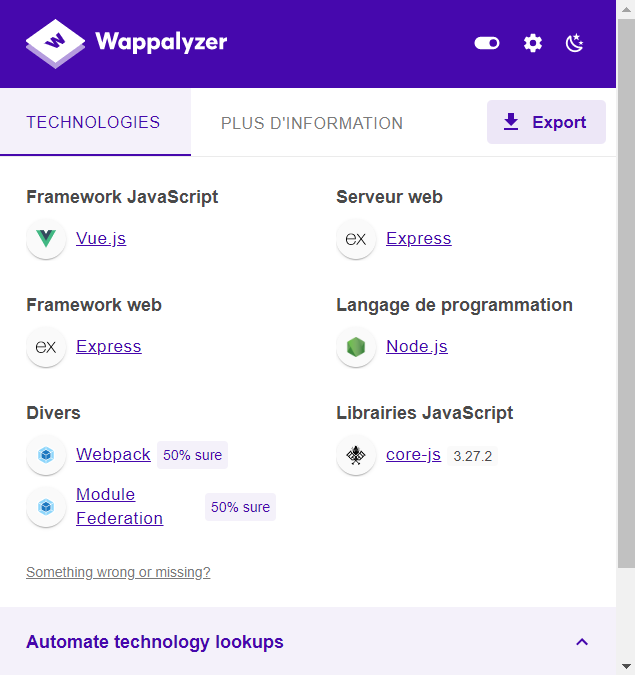 Wappalyzer
TECHNOLOGIES
PLUS D'INFORMATION
Export
Framework JavaScript
Vue.js
Serveur web
ex
Express
Framework web
ex
Express
Langage de programmation
Node.js
Divers
Webpack 50% sure
Module
Federation
50% sure
Librairies JavaScript
core-js 3.27.2
Something wrong or missing?
Automate technology lookups